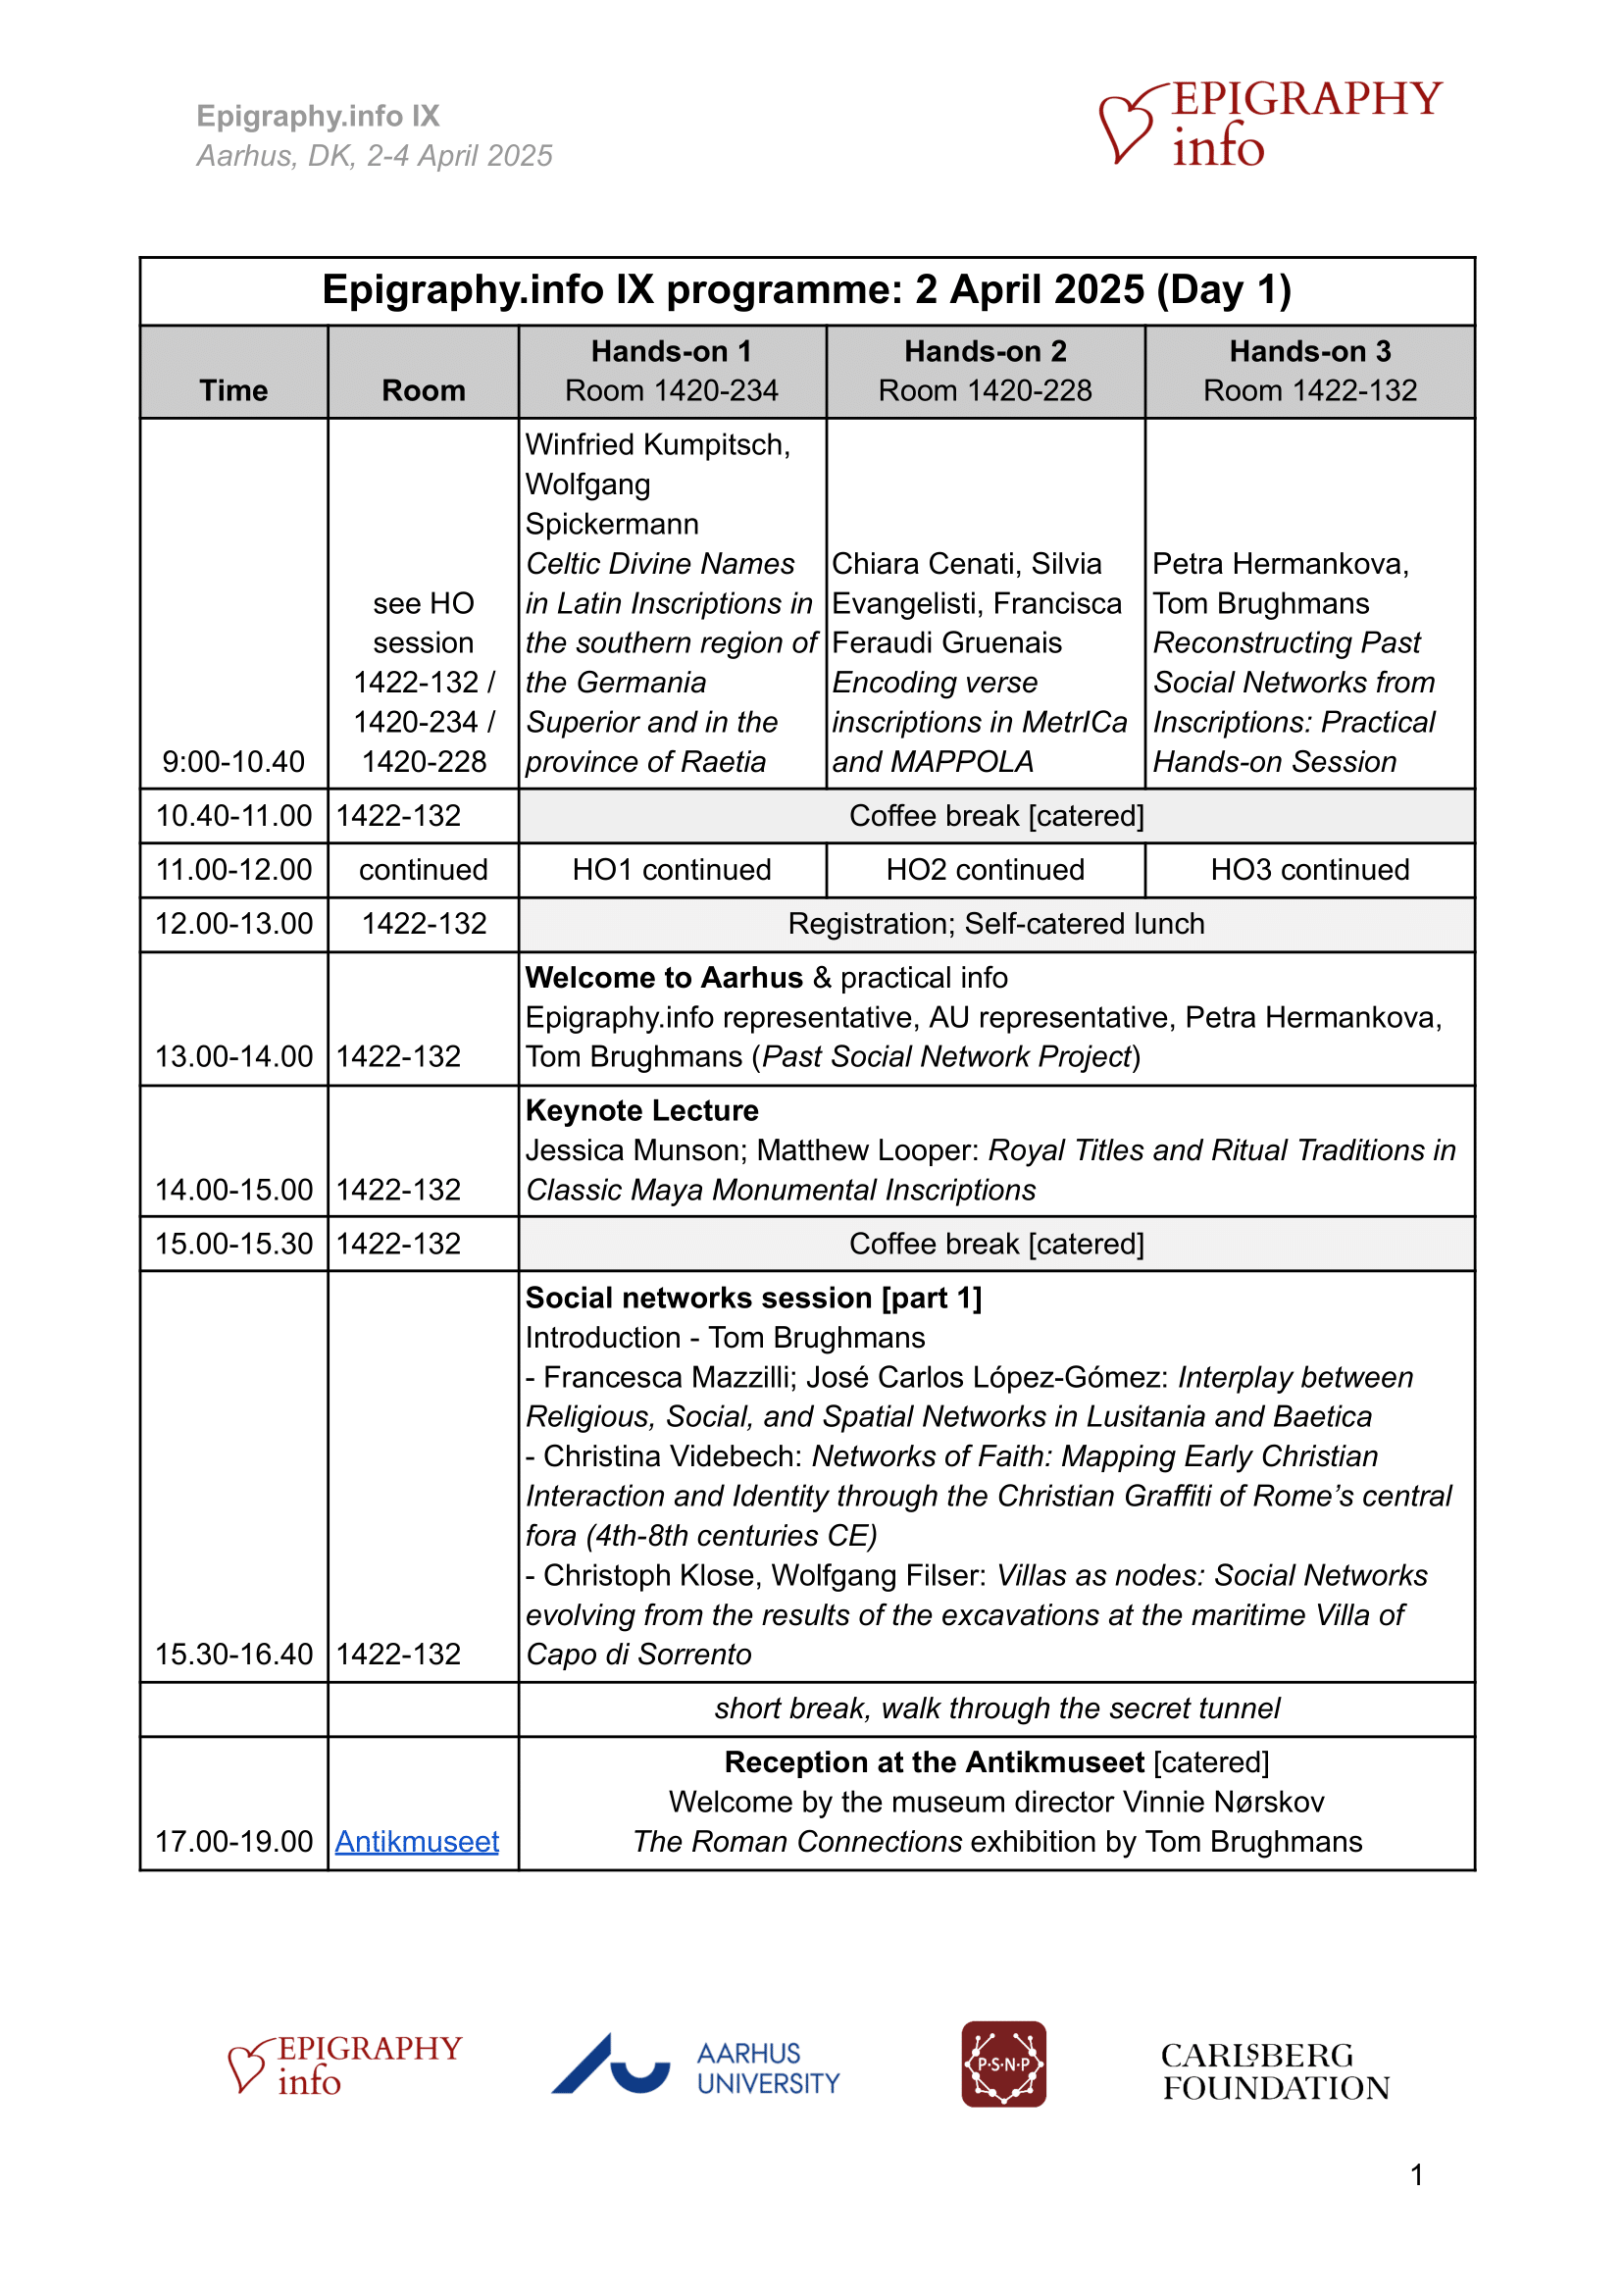 Epigraphy.info IX
Aarhus, DK, 2-4 April 2025
EPIGRAPHY
info
Epigraphy.info IX programme: 2 April 2025 (Day 1)
Time
Room
Hands-on 1
Room 1420-234
Hands-on 2
Room 1420-228
Hands-on 3
Room 1422-132
9:00-10.40
see HO
session
1422-132 /
1420-234 /
1420-228
Winfried Kumpitsch,
Wolfgang
Spickermann
Celtic Divine Names
in Latin Inscriptions in
the southern region of
the Germania
Superior and in the
province of Raetia
Chiara Cenati, Silvia
Evangelisti, Francisca
Feraudi Gruenais
Encoding verse
inscriptions in MetrICa
and MAPPOLA
Petra Hermankova,
Tom Brughmans
Reconstructing Past
Social Networks from
Inscriptions: Practical
Hands-on Session
10.40-11.00 1422-132 Coffee break [catered]
11.00-12.00 continued HO1 continued HO2 continued HO3 continued
12.00-13.00 1422-132 Registration; Self-catered lunch
Welcome to Aarhus & practical info
Epigraphy.info representative, AU representative, Petra Hermankova,
13.00-14.00 1422-132 Tom Brughmans (Past Social Network Project)
Keynote Lecture
Jessica Munson; Matthew Looper: Royal Titles and Ritual Traditions in
14.00-15.00 1422-132 Classic Maya Monumental Inscriptions
15.00-15.30 1422-132 Coffee break [catered]
Social networks session [part 1]
Introduction - Tom Brughmans
- Francesca Mazzilli; José Carlos López-Gómez: Interplay between
Religious, Social, and Spatial Networks in Lusitania and Baetica
- Christina Videbech: Networks of Faith: Mapping Early Christian
Interaction and Identity through the Christian Graffiti of Rome’s central
fora (4th-8th centuries CE)
- Christoph Klose, Wolfgang Filser: Villas as nodes: Social Networks
evolving from the results of the excavations at the maritime Villa of
15.30-16.40 1422-132 Capo di Sorrento
short break, walk through the secret tunnel
Reception at the Antikmuseet [catered]
Welcome by the museum director Vinnie Nørskov
17.00-19.00 Antikmuseet The Roman Connections exhibition by Tom Brughmans
EPIGRAPHY
info
AARHUS
UNIVERSITY
P·S·N·P
CARLSBERG
FOUNDATION
1